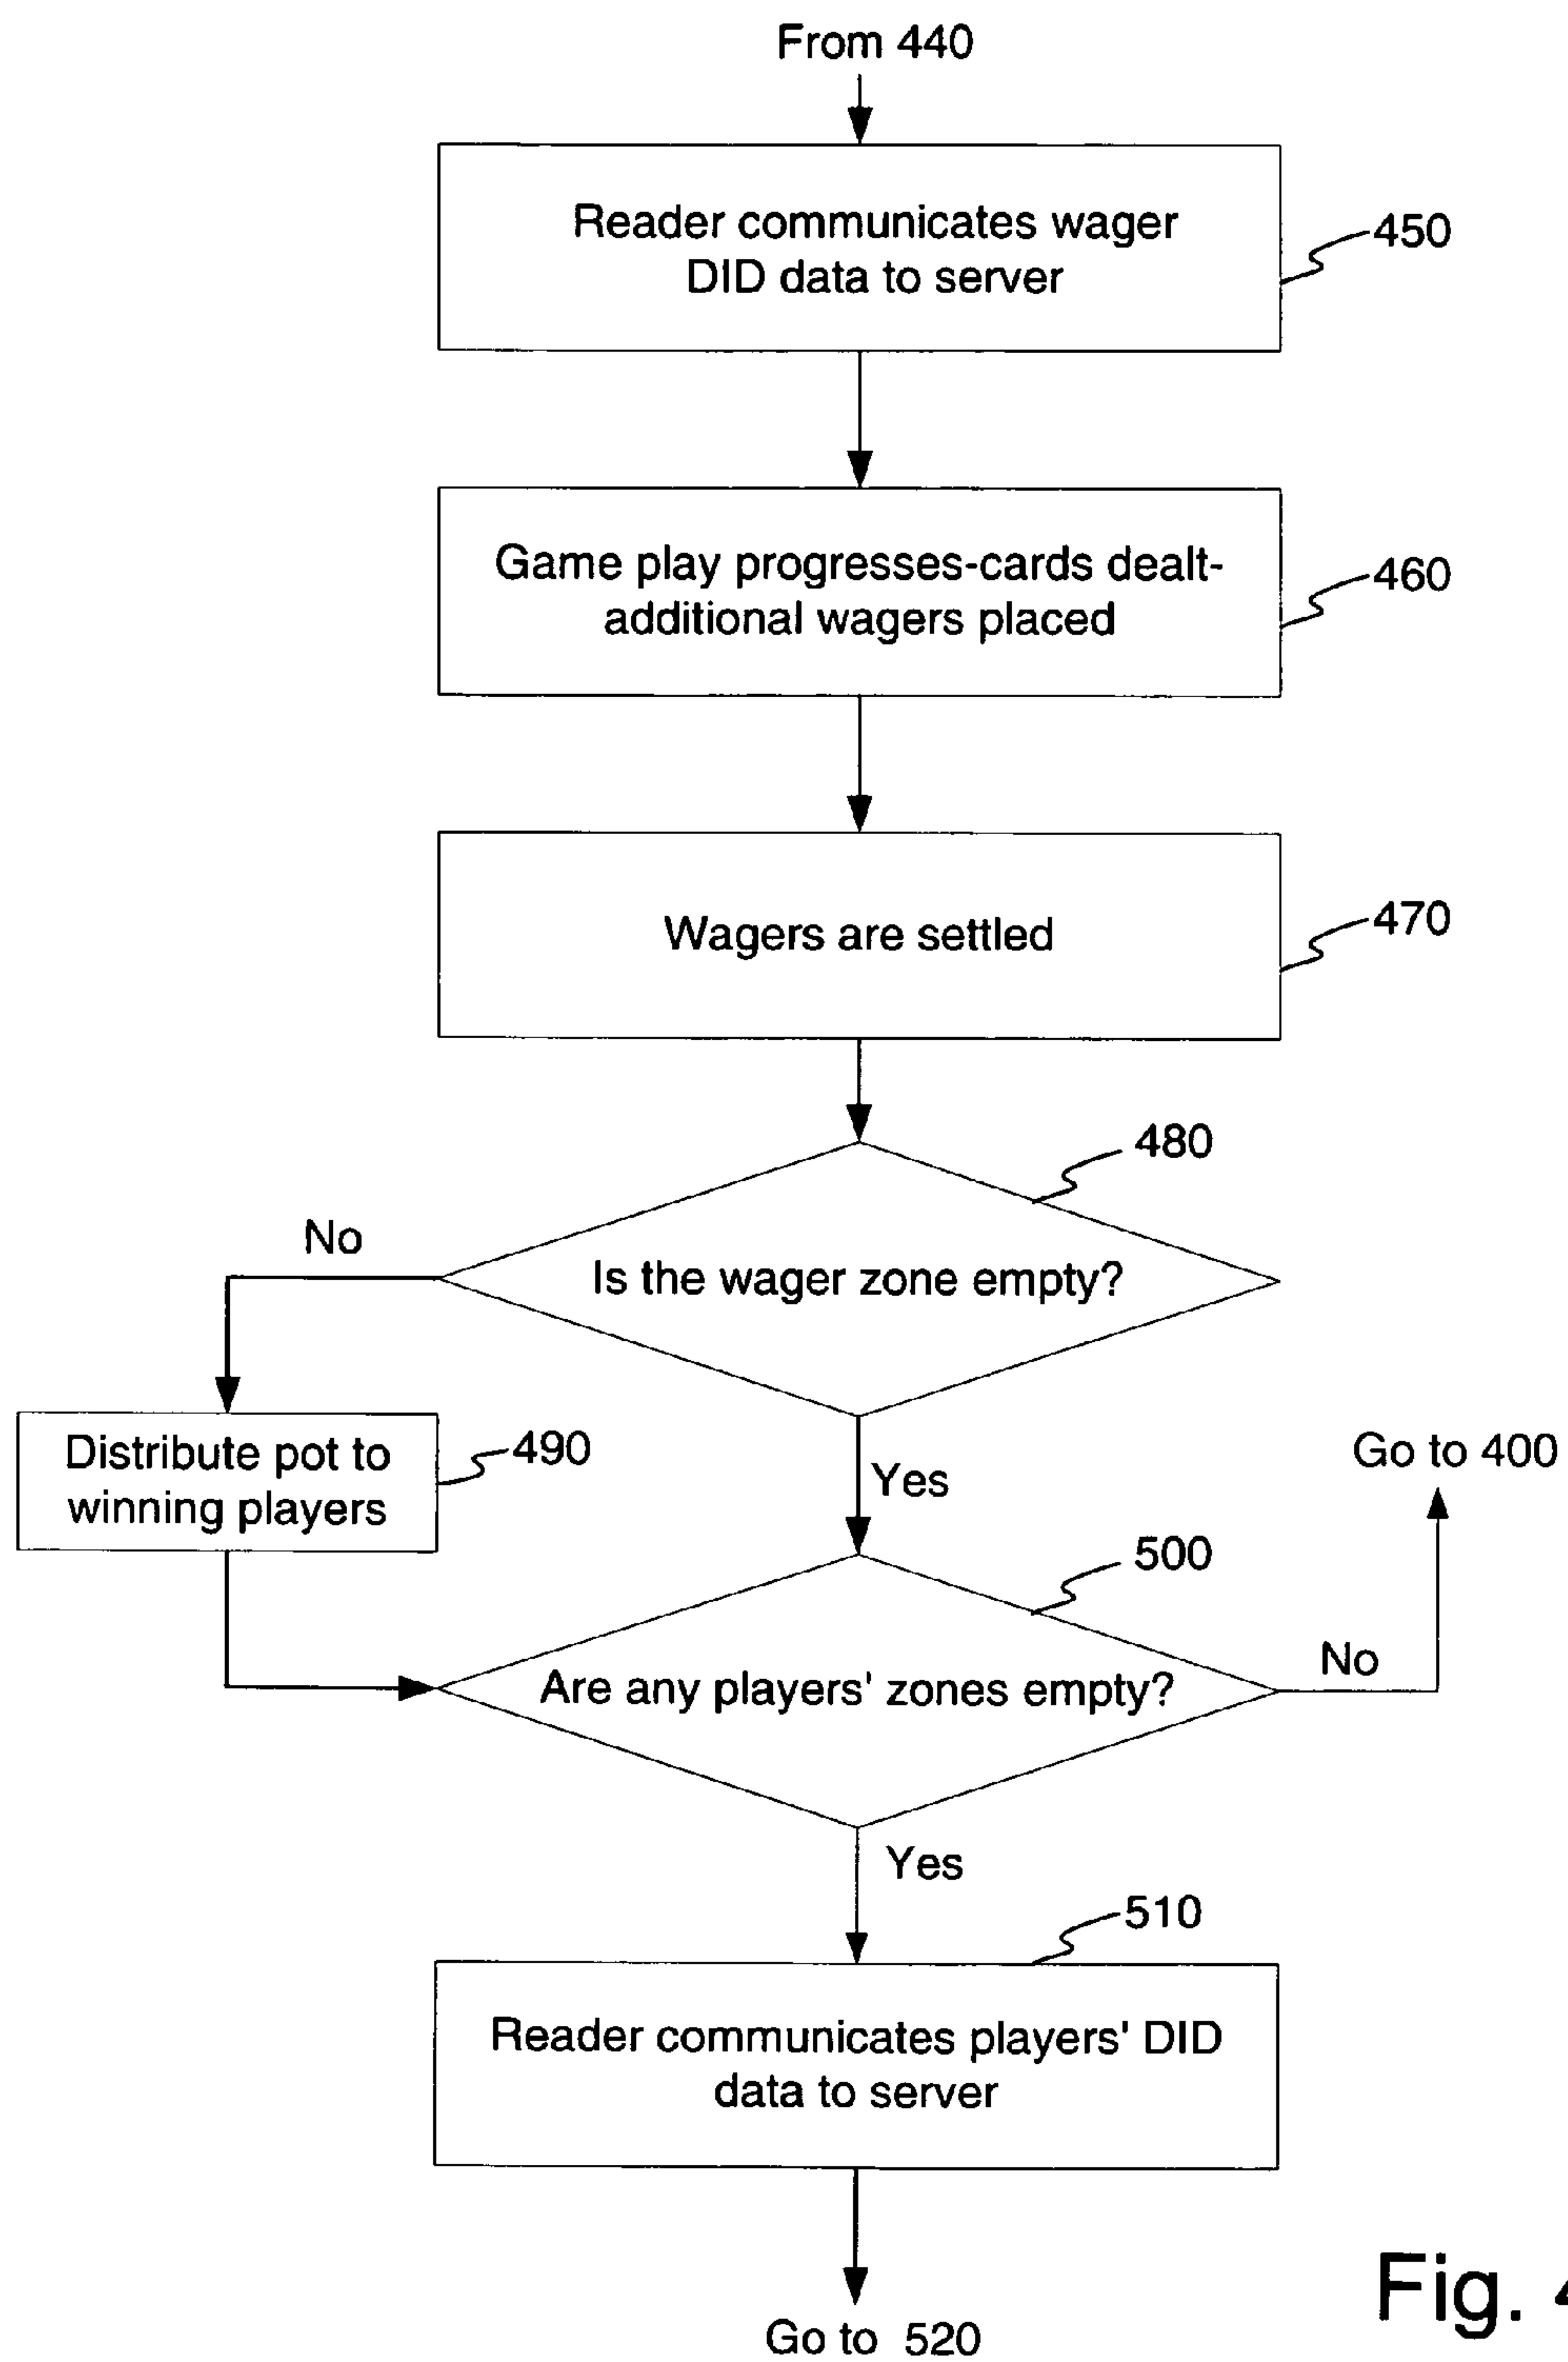 From 440
Reader communicates wager
DID data to server
450
Game play progresses-cards dealt-
additional wagers placed
460
Wagers are settled
470
480
No
Is the wager zone empty?
Distribute pot to
winning players
490
Yes
Go to 400
500
Are any players' zones empty?
No
Yes
510
Reader communicates players' DID
data to server
Go to 520
Fig.